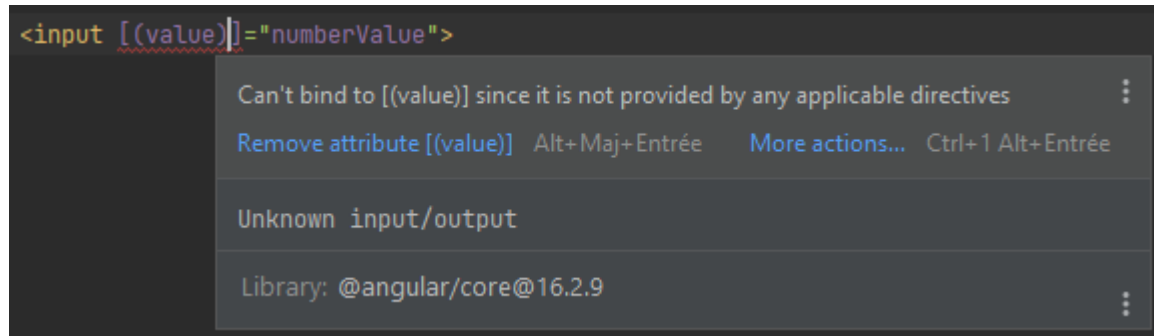 <input [(value)]="numberValue">
Can't bind to [(value)] since it is not provided by any applicable directives
Remove attribute [(value)] Alt+Maj+Entrée More actions... Ctrl+1 Alt+Entrée
Unknown input/output
Library: @angular/core@16.2.9